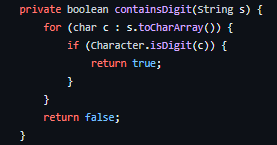 private boolean containsDigit(String s) {
    for (char c : s.toCharArray()) {
        if (Character.isDigit(c)) {
            return true;
        }
    }
    return false;
}